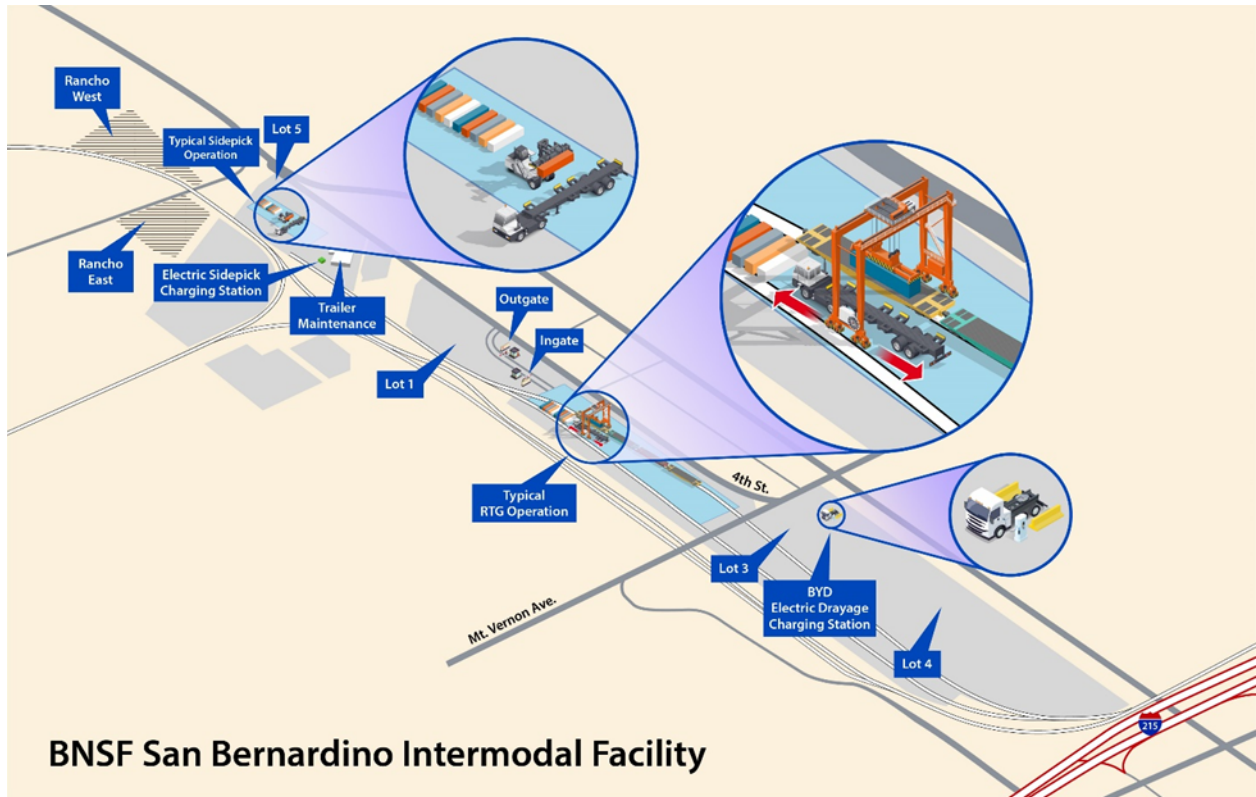 Rancho
West
Typical Sidepick
Operation
Lot 5
Rancho
East
Electric Sidepick
Charging Station
Trailer
Maintenance
Outgate
Ingate
Lot 1
Typical
RTG Operation
4th St.
Mt. Vernon Ave.
Lot 3
BYD
Electric Drayage
Charging Station
Lot 4
215
BNSF San Bernardino Intermodal Facility